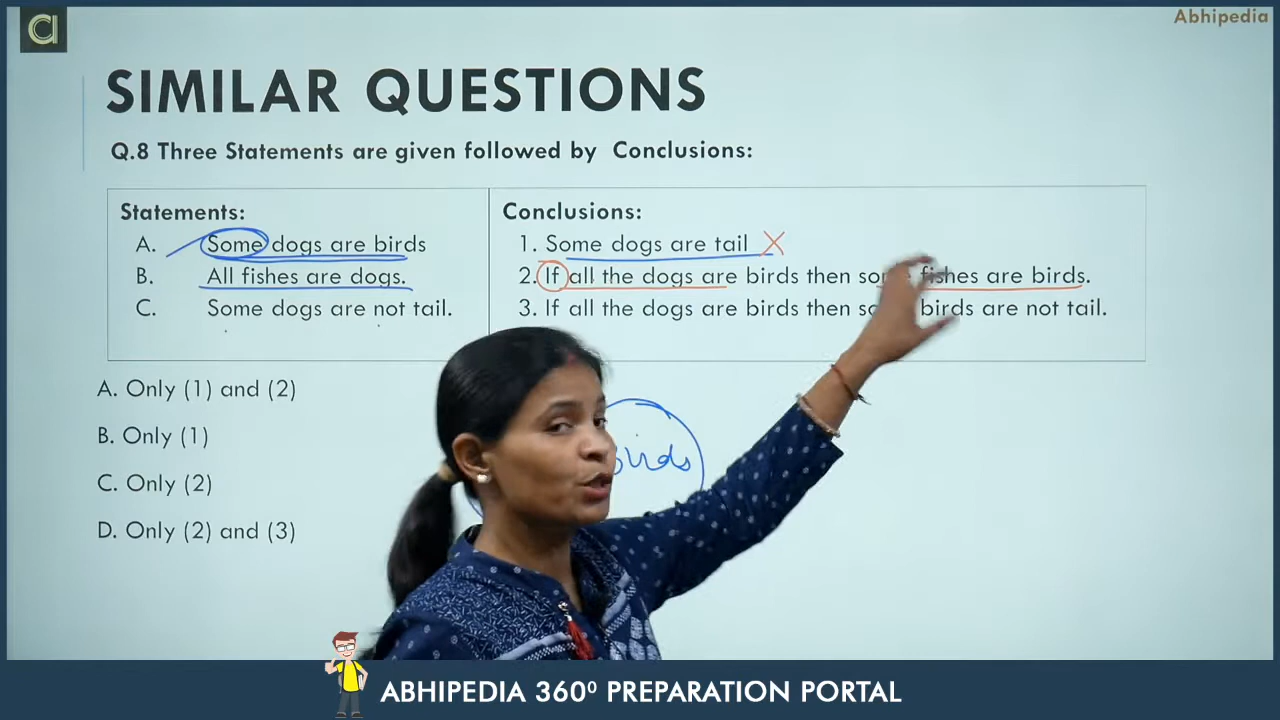 Abhipedia
SIMILAR QUESTIONS
Q.8 Three Statements are given followed by Conclusions:
Statements:
A. Some dogs are birds
B. All fishes are dogs.
C. Some dogs are not tail.
Conclusions:
1. Some dogs are tail
2. If all the dogs are birds then some fishes are birds.
3. If all the dogs are birds then birds are not tail.
A. Only (1) and (2)
B. Only (1)
C. Only (2)
D. Only (2) and (3)
Birds
ABHIPEDIA 360⁰ PREPARATION PORTAL